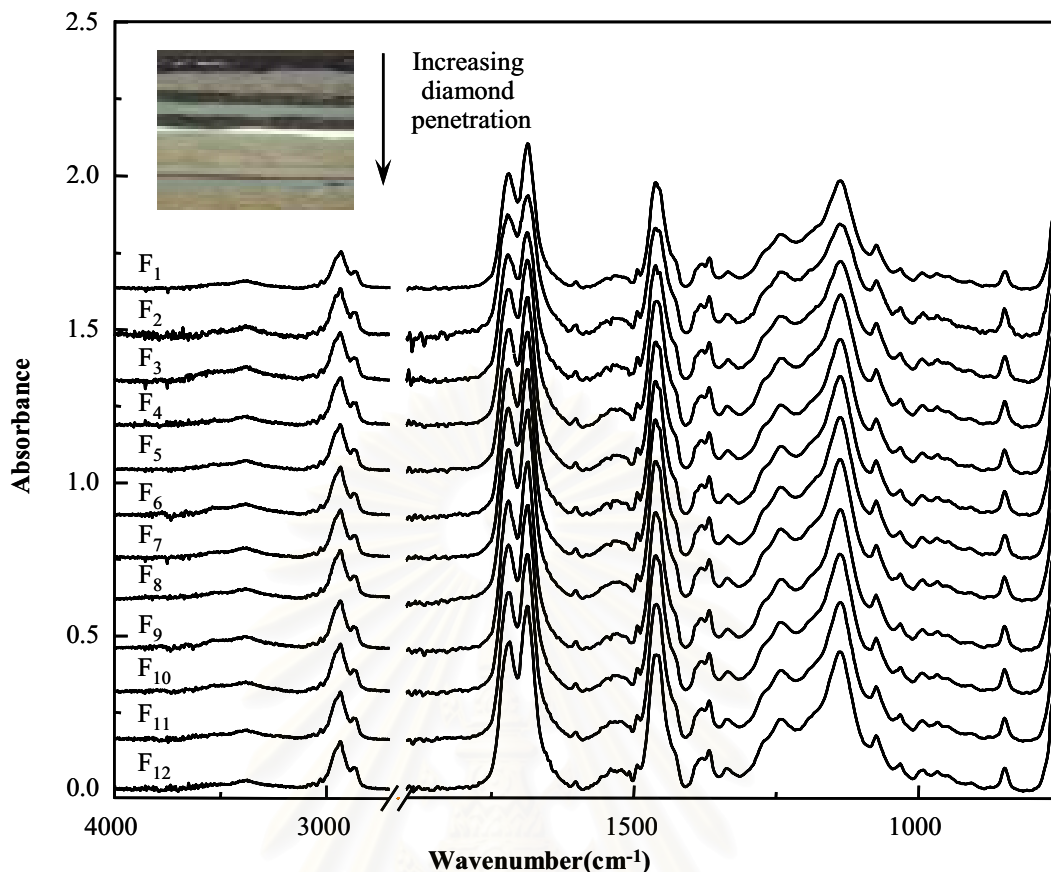 2.5
2.0
1.5
1.0
0.5
0.0
Absorbance
Increasing
diamond
penetration
F1
F2
F3
F4
F5
F6
F7
F8
F9
F10
F11
F12
4000
3000
1500
1000
Wavenumber(cm-1)